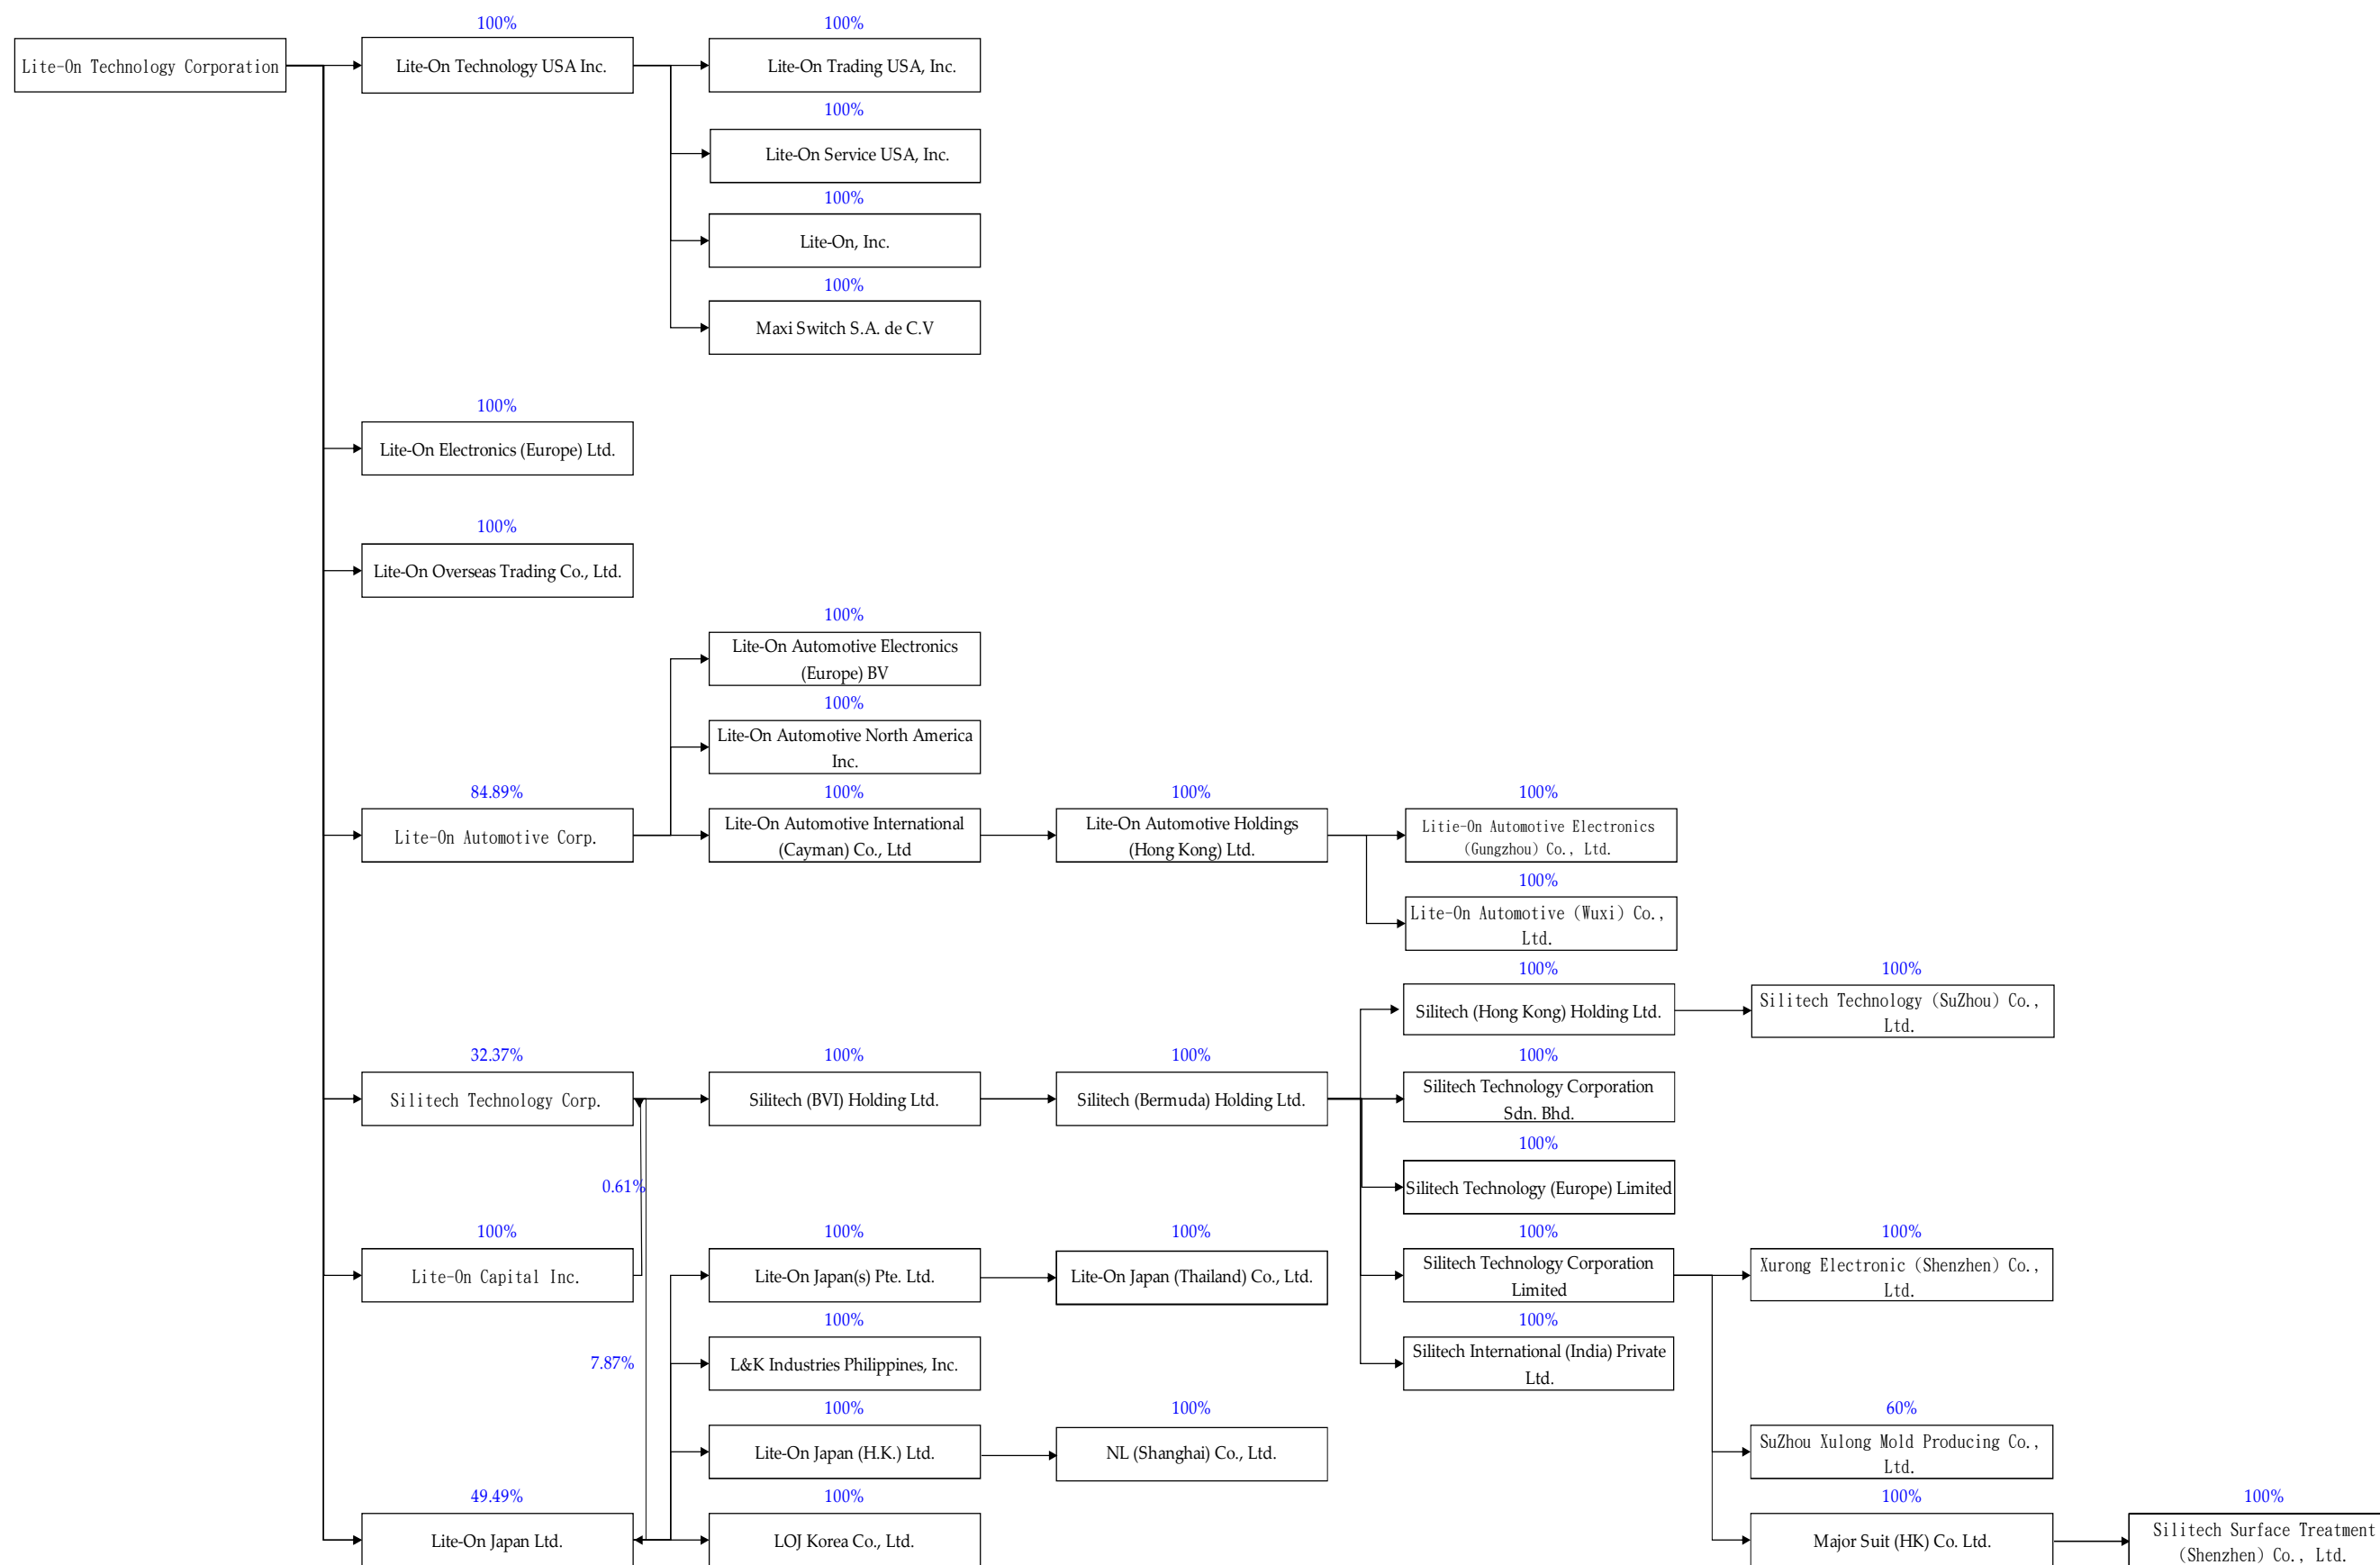 100%
100%
Lite-On Technology Corporation
Lite-On Technology USA Inc.
Lite-On Trading USA, Inc.
100%
Lite-On Service USA, Inc.
100%
Lite-On, Inc.
100%
Maxi Switch S.A. de C.V
100%
Lite-On Electronics (Europe) Ltd.
100%
Lite-On Overseas Trading Co., Ltd.
100%
Lite-On Automotive Electronics
(Europe) BV
100%
Lite-On Automotive North America
Inc.
84.89%
100%
100%
100%
Lite-On Automotive Corp.
Lite-On Automotive International
(Cayman) Co., Ltd
Lite-On Automotive Holdings
(Hong Kong) Ltd.
Litie-On Automotive Electronics
(Gungzhou) Co., Ltd.
100%
Lite-On Automotive (Wuxi) Co.,
Ltd.
100%
100%
Silitech (Hong Kong) Holding Ltd.
Silitech Technology (SuZhou) Co.,
Ltd.
32.37%
100%
100%
100%
Silitech Technology Corp.
Silitech (BVI) Holding Ltd.
Silitech (Bermuda) Holding Ltd.
Silitech Technology Corporation
Sdn. Bhd.
100%
0.61%
Silitech Technology (Europe) Limited
100%
100%
100%
100%
100%
Lite-On Capital Inc.
Lite-On Japan(s) Pte. Ltd.
Lite-On Japan (Thailand) Co., Ltd.
Silitech Technology Corporation
Limited
Xurong Electronic (Shenzhen) Co.,
Ltd.
100%
100%
7.87%
L&K Industries Philippines, Inc.
Silitech International (India) Private
Ltd.
100%
100%
60%
Lite-On Japan (H.K.) Ltd.
NL (Shanghai) Co., Ltd.
SuZhou Xulong Mold Producing Co.,
Ltd.
49.49%
100%
100%
100%
Lite-On Japan Ltd.
LOJ Korea Co., Ltd.
Major Suit (HK) Co. Ltd.
Silitech Surface Treatment
(Shenzhen) Co., Ltd.